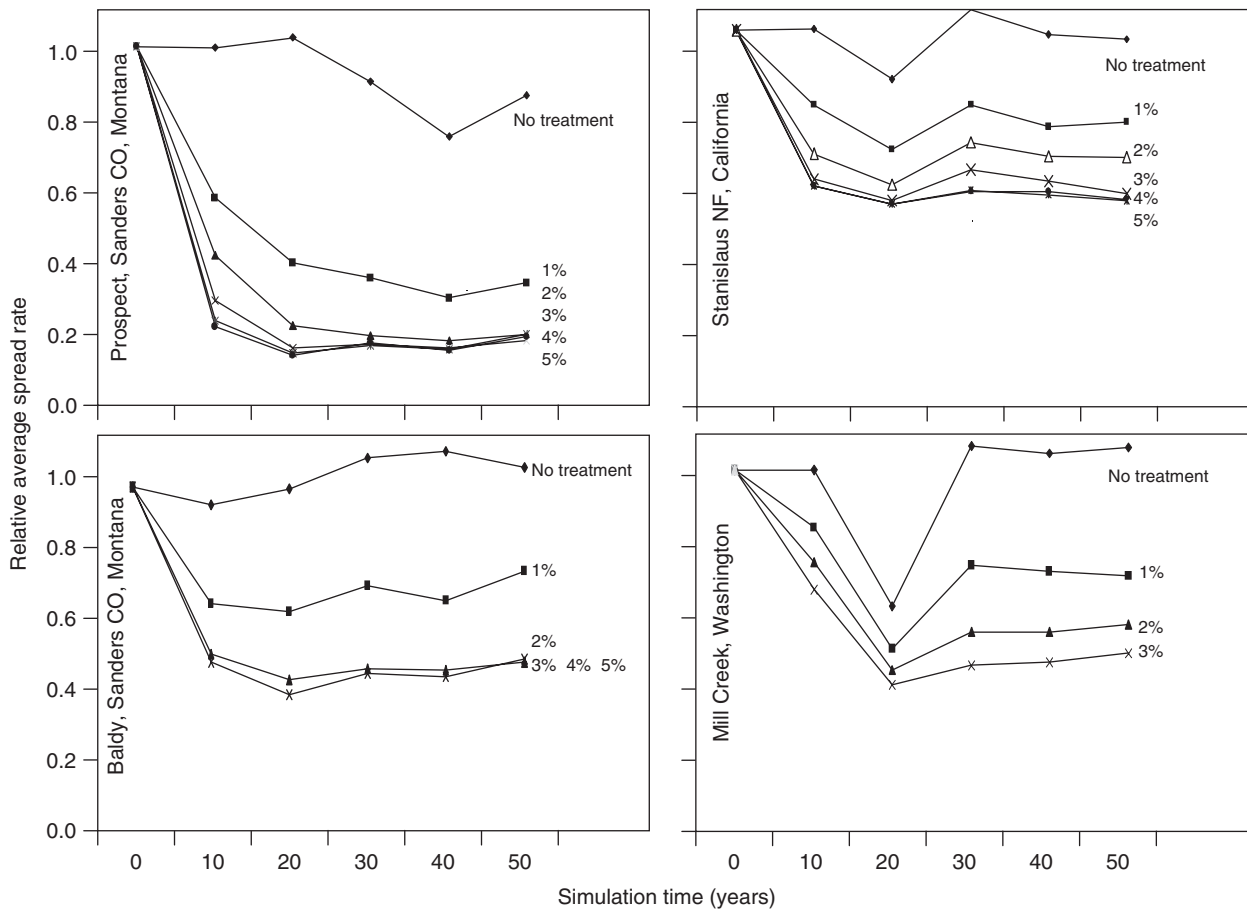 Relative average spread rate
Prospect, Sanders CO, Montana
1.0
0.8
0.6
0.4
0.2
0.0
No treatment
1%
2%
3%
4%
5%
Stanislaus NF, California
No treatment
1%
2%
3%
4%
5%
Baldy, Sanders CO, Montana
1.0
0.8
0.6
0.4
0.2
0.0
No treatment
1%
2%
3% 4% 5%
0 10 20 30 40 50
Mill Creek, Washington
No treatment
1%
2%
3%
0 10 20 30 40 50
Simulation time (years)